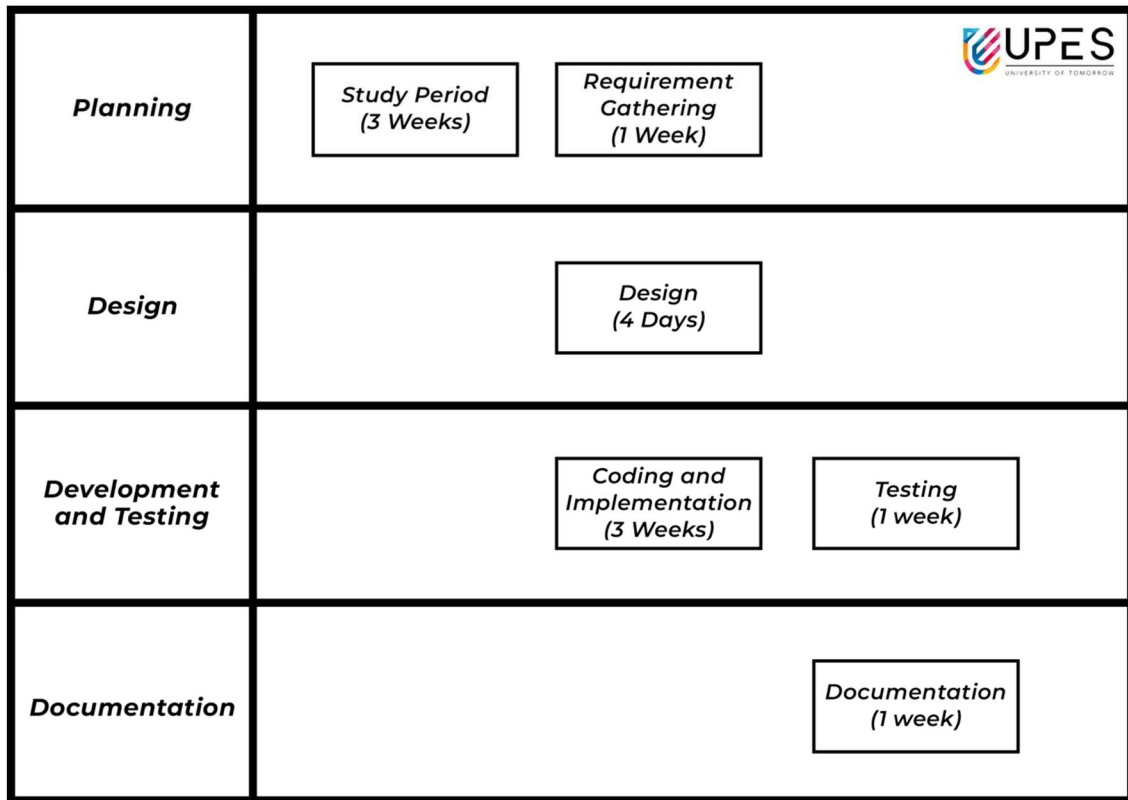 UPES
UNIVERSITY OF TOMORROW
Planning
Study Period
(3 Weeks)
Requirement
Gathering
(1 Week)
Design
Design
(4 Days)
Development
and Testing
Coding and
Implementation
(3 Weeks)
Testing
(1 week)
Documentation
Documentation
(1 week)